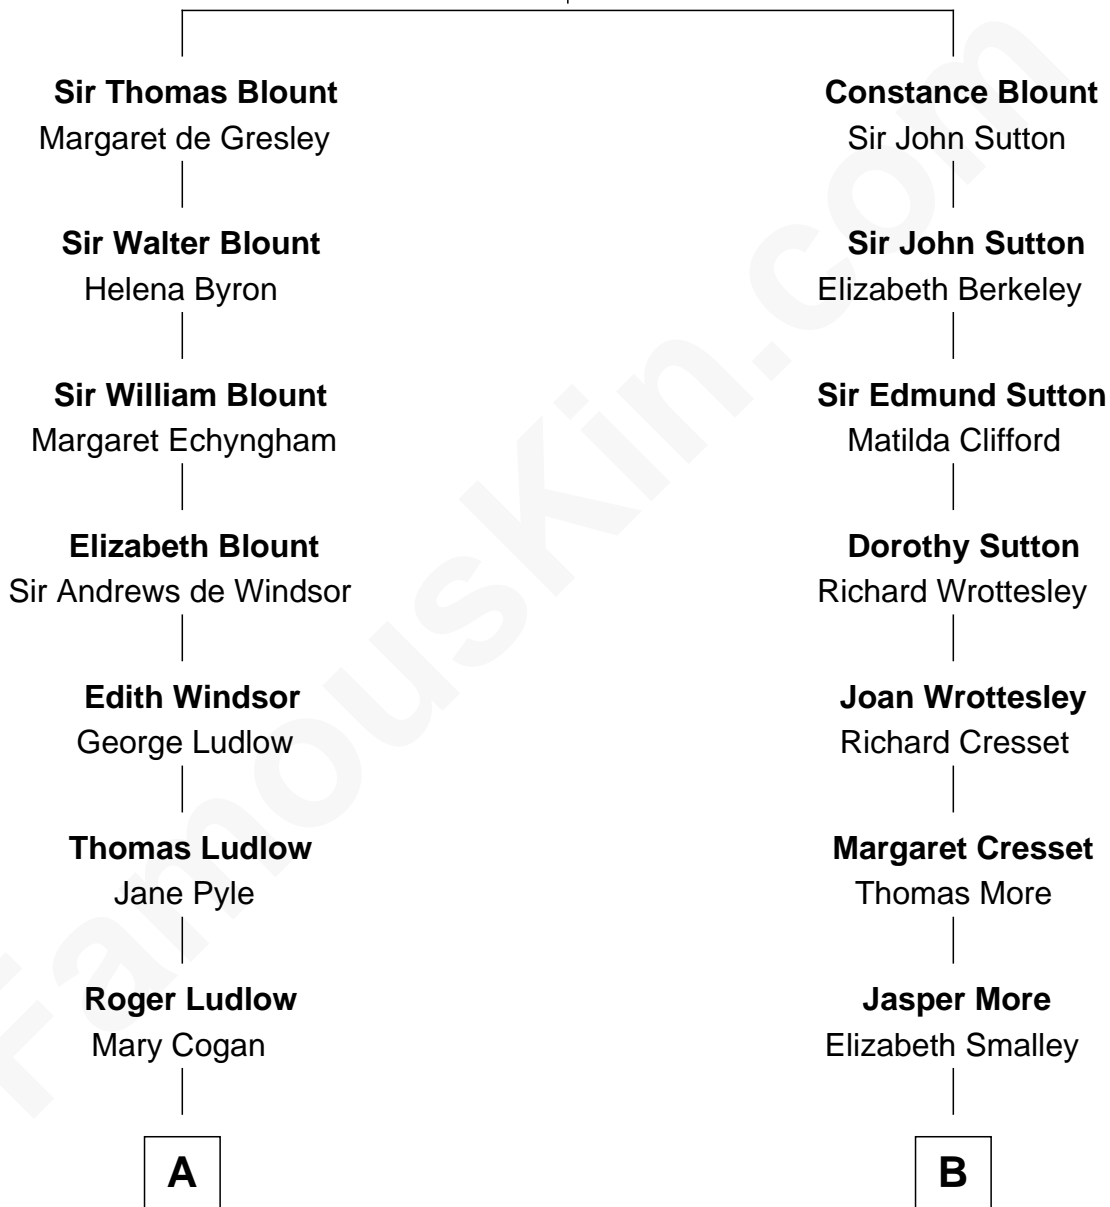 Sir Thomas Blount
Margaret de Gresley
Sir Walter Blount
Helena Byron
Sir William Blount
Margaret Echyngham
Elizabeth Blount
Sir Andrews de Windsor
Edith Windsor
George Ludlow
Thomas Ludlow
Jane Pyle
Roger Ludlow
Mary Cogan
A
Constance Blount
Sir John Sutton
Sir John Sutton
Elizabeth Berkeley
Sir Edmund Sutton
Matilda Clifford
Dorothy Sutton
Richard Wrottesley
Joan Wrottesley
Richard Cresset
Margaret Cresset
Thomas More
Jasper More
Elizabeth Smalley
B
FamousKin.com